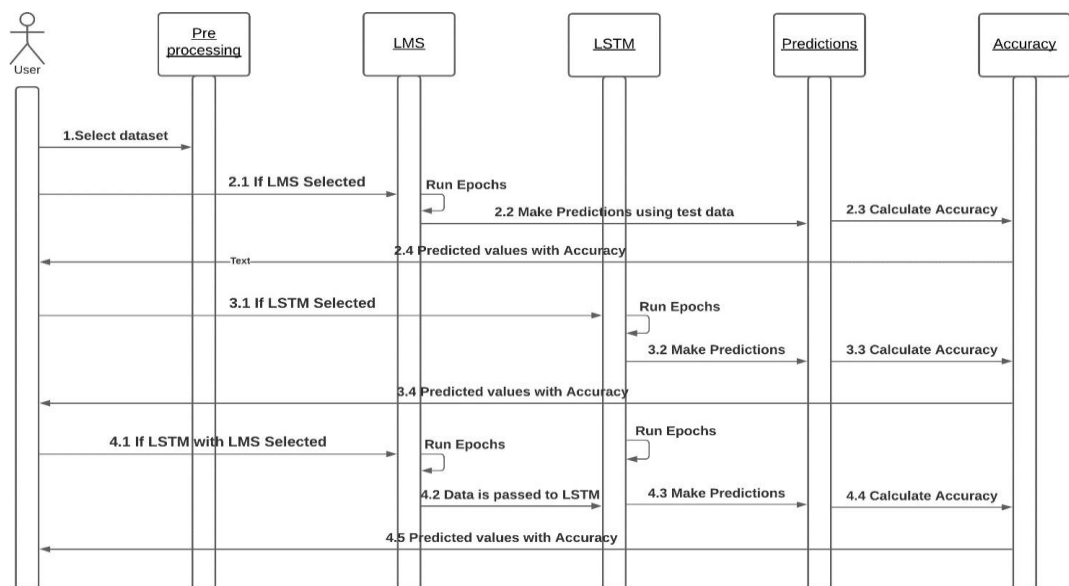 User
Pre
processing
LMS
LSTM
Predictions
Accuracy
1.Select dataset
2.1 If LMS Selected
Run Epochs
2.2 Make Predictions using test data
2.3 Calculate Accuracy
2.4 Predicted values with Accuracy
Text
3.1 If LSTM Selected
Run Epochs
3.2 Make Predictions
3.3 Calculate Accuracy
3.4 Predicted values with Accuracy
4.1 If LSTM with LMS Selected
Run Epochs
Run Epochs
4.2 Data is passed to LSTM
4.3 Make Predictions
4.4 Calculate Accuracy
4.5 Predicted values with Accuracy